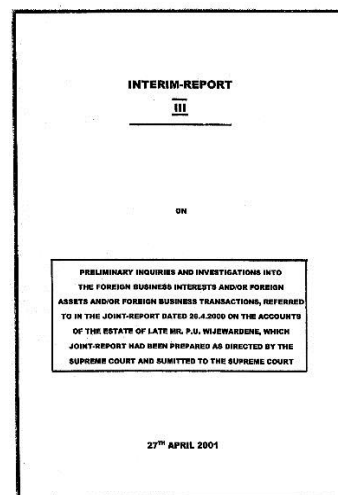 INTERIM-REPORT
III
ON
PRELIMINARY INQUIRIES AND INVESTIGATIONS INTO
THE FOREIGN BUSINESS INTERESTS AND/OR FOREIGN
ASSETS AND/OR FOREIGN BUSINESS TRANSACTIONS, REFERRED
TO IN THE JOINT-REPORT DATED 26.4.2000 ON THE ACCOUNTS
OF THE ESTATE OF LATE MR. P.U. WIJEWARDENE, WHICH
JOINT-REPORT HAD BEEN PREPARED AS DIRECTED BY THE
SUPREME COURT AND SUMITTED TO THE SUPREME COURT
27TH APRIL 2001